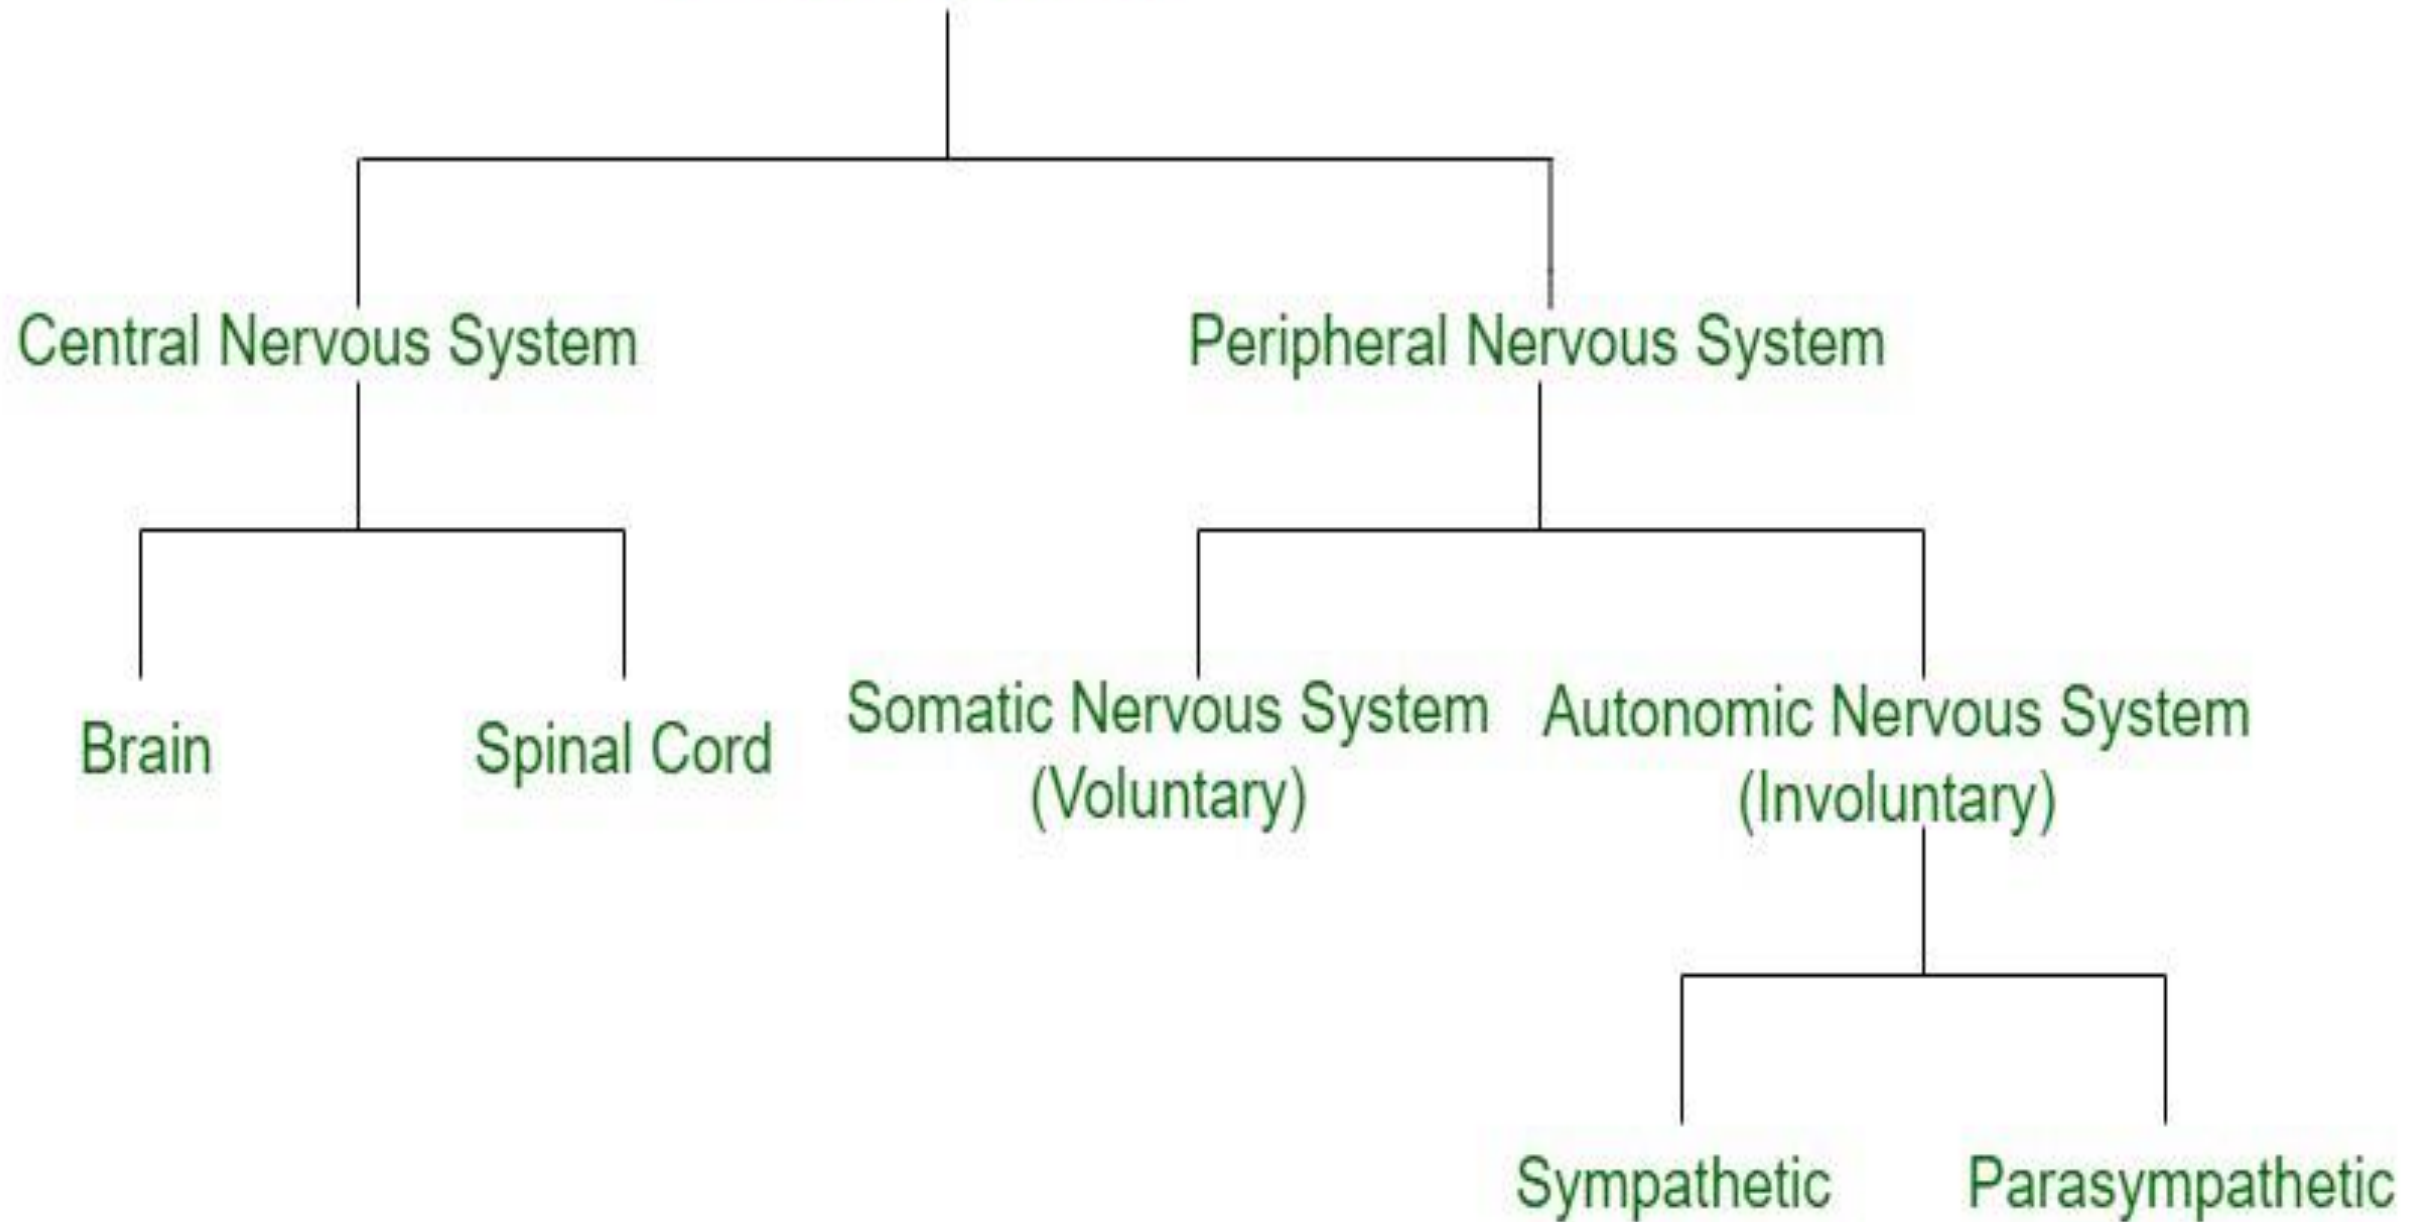 Central Nervous System
Peripheral Nervous System
Brain
Spinal Cord
Somatic Nervous System
(Voluntary)
Autonomic Nervous System
(Involuntary)
Sympathetic
Parasympathetic